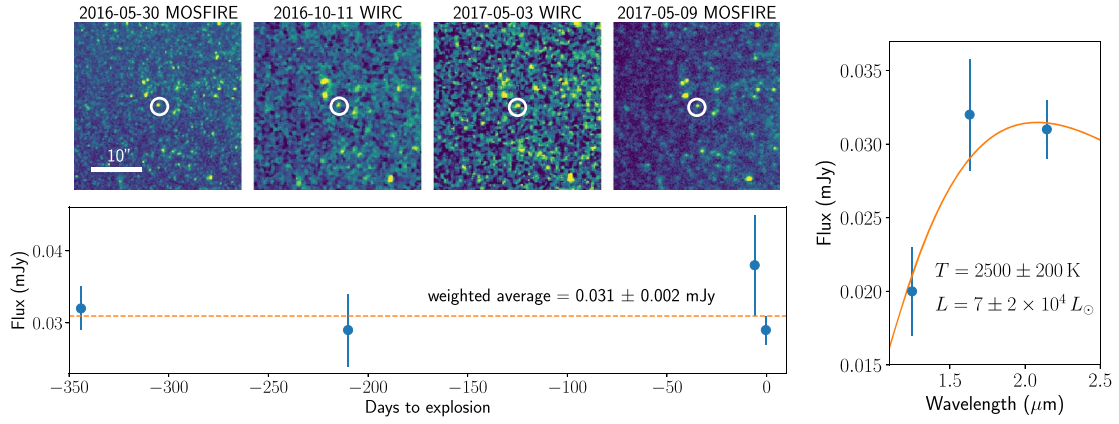 2016-05-30 MOSFIRE
2016-10-11 WIRC
2017-05-03 WIRC
2017-05-09 MOSFIRE
10"
Flux (mJy)
0.04
0.03
weighted average = 0.031 ± 0.002 mJy
−350
−300
−250
−200
−150
−100
−50
0
Days to explosion
Flux (mJy)
0.035
0.030
0.025
0.020
0.015
T = 2500 ± 200 K
L = 7 ± 2 × 10⁴ L☉
1.5
2.0
2.5
Wavelength (μm)